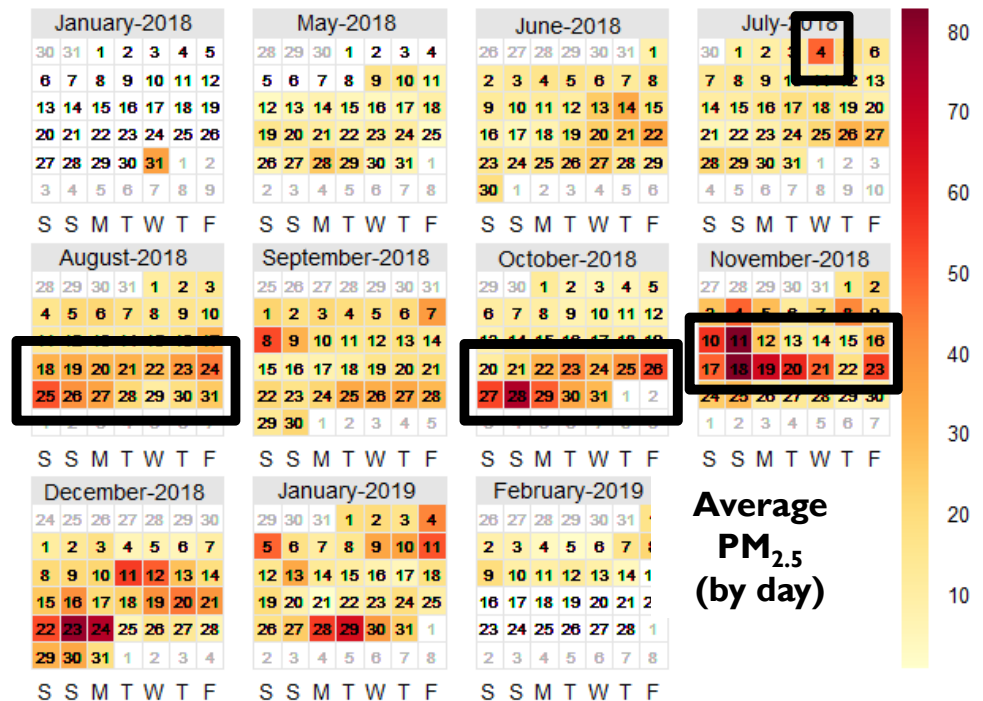 January-2018
30 31 1 2 3 4 5
6 7 8 9 10 11 12
13 14 15 16 17 18 19
20 21 22 23 24 25 26
27 28 29 30 31 1 2
3 4 5 6 7 8 9
S S M T W T F
May-2018
28 29 30 1 2 3 4
5 6 7 8 9 10 11
12 13 14 15 16 17 18
19 20 21 22 23 24 25
26 27 28 29 30 31 1
2 3 4 5 6 7 8
S S M T W T F
June-2018
26 27 28 29 30 31 1
2 3 4 5 6 7 8
9 10 11 12 13 14 15
16 17 18 19 20 21 22
23 24 25 26 27 28 29
30 1 2 3 4 5 6
S S M T W T F
July-2018
30 1 2 4 6
7 8 9 12 13
14 15 16 17 18 19 20
21 22 23 24 25 26 27
28 29 30 31 1 2 3
4 5 6 7 8 9 10
S S M T W T F
August-2018
28 29 30 31 1 2 3
4 5 6 7 8 9 10
18 19 20 21 22 23 24
25 26 27 28 29 30 31
S S M T W T F
September-2018
25 26 27 28 29 30 31
1 2 3 4 5 6 7
8 9 10 11 12 13 14
15 16 17 18 19 20 21
22 23 24 25 26 27 28
29 30 1 2 3 4 5
S S M T W T F
October-2018
29 30 1 2 3 4 5
6 7 8 9 10 11 12
20 21 22 23 24 25 26
27 28 29 30 31 1 2
S S M T W T F
November-2018
27 28 29 30 31 1 2
10 11 12 13 14 15 16
17 18 19 20 21 22 23
24 25 26 27 28 29 30
1 2 3 4 5 6 7
S S M T W T F
December-2018
24 25 26 27 28 29 30
1 2 3 4 5 6 7
8 9 10 11 12 13 14
15 16 17 18 19 20 21
22 23 24 25 26 27 28
29 30 31 1 2 3 4
S S M T W T F
January-2019
29 30 31 1 2 3 4
5 6 7 8 9 10 11
12 13 14 15 16 17 18
19 20 21 22 23 24 25
26 27 28 29 30 31 1
2 3 4 5 6 7 8
S S M T W T F
February-2019
26 27 28 29 30 31
2 3 4 5 6 7
9 10 11 12 13 14
16 17 18 19 20 21
23 24 25 26 27 28 1
2 3 4 5 6 7 8
S S M T W T F
Average
PM2.5
(by day)
80
70
60
50
40
30
20
10